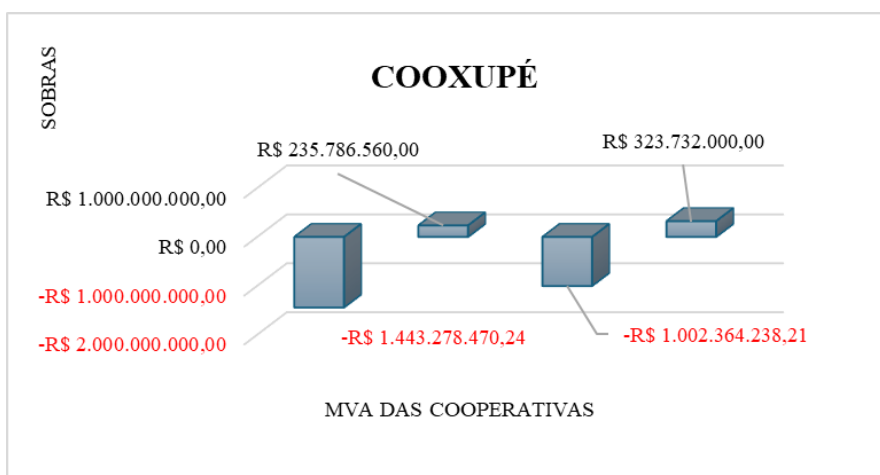 SOBRAS
COOXUPÉ
R$ 235.786.560,00
R$ 323.732.000,00
R$ 1.000.000.000,00
R$ 0,00
-R$ 1.000.000.000,00
-R$ 2.000.000.000,00
-R$ 1.443.278.470,24
-R$ 1.002.364.238,21
MVA DAS COOPERATIVAS